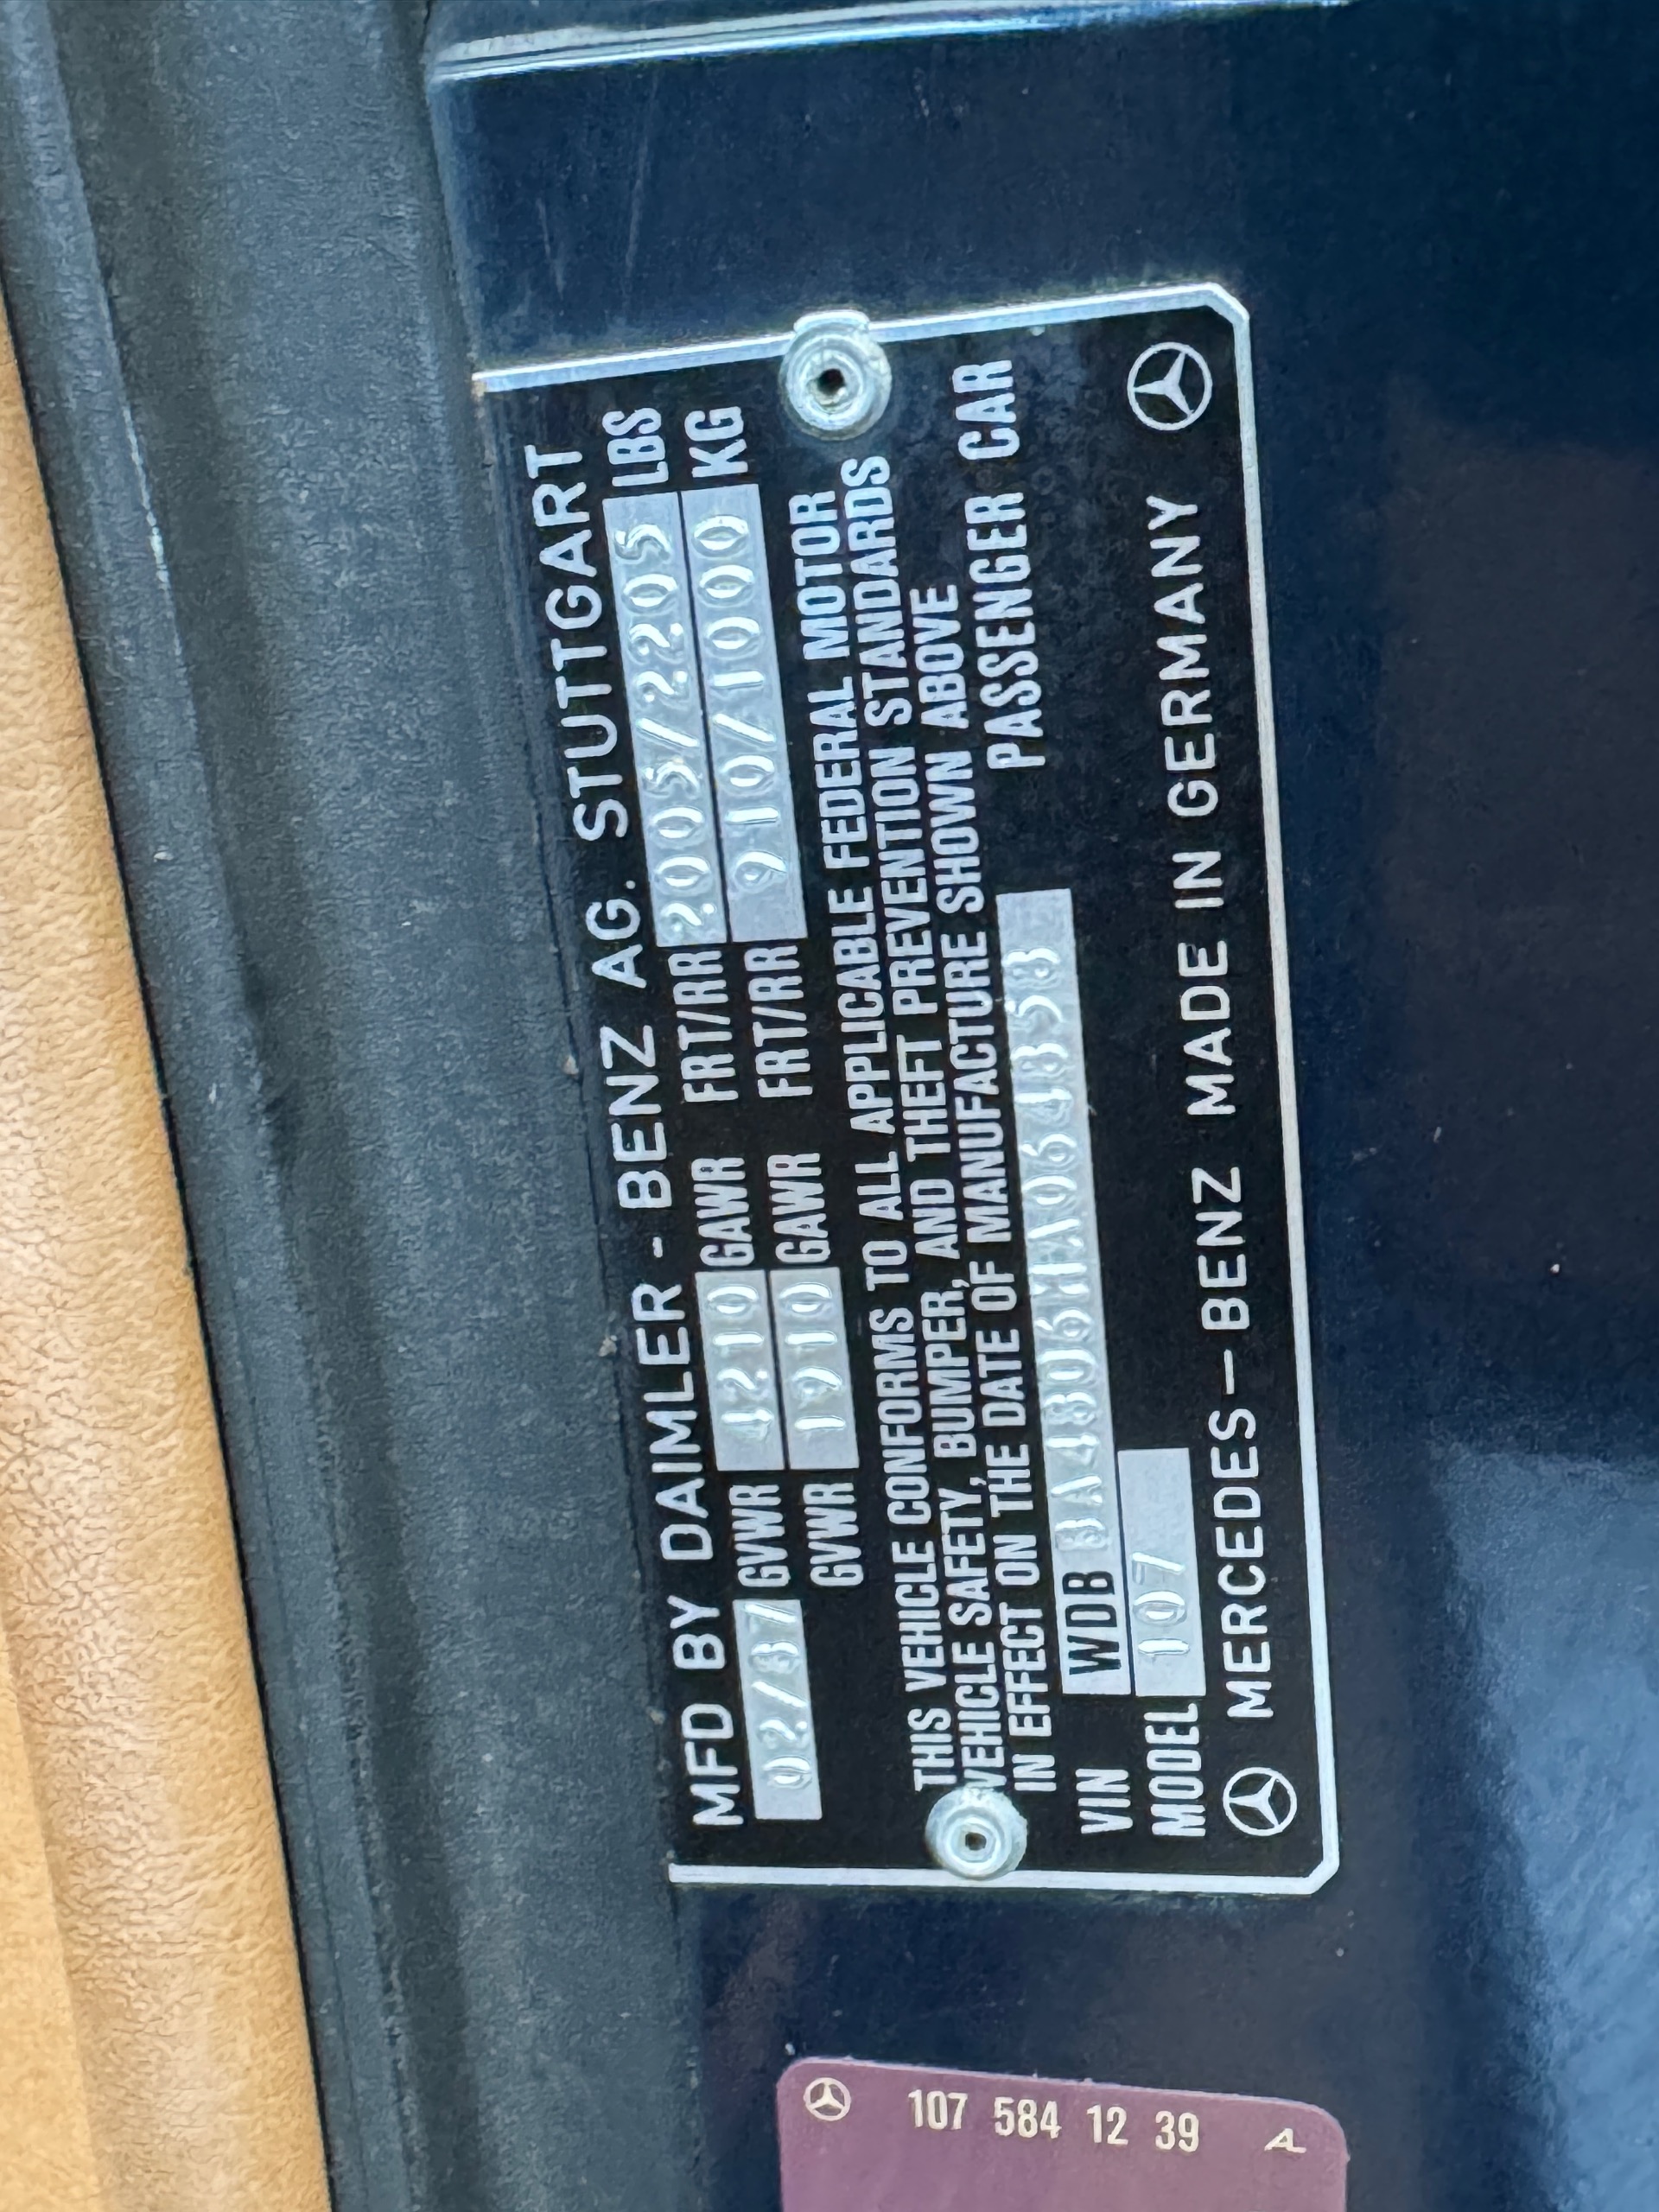 MFD BY DAIMLER-BENZ AG. STUTTGART
02/87 GVWR 4210 GAWR FRT/RR 2005/2205 LBS
GVWR 1910 GAWR FRT/RR 910/1000 KG
THIS VEHICLE CONFORMS TO ALL APPLICABLE FEDERAL MOTOR
VEHICLE SAFETY, BUMPER, AND THEFT PREVENTION STANDARDS
IN EFFECT ON THE DATE OF MANUFACTURE SHOWN ABOVE
VIN WDB BA48D6HA064858 PASSENGER CAR
MODEL 107
MERCEDES-BENZ MADE IN GERMANY
107 584 12 39 A